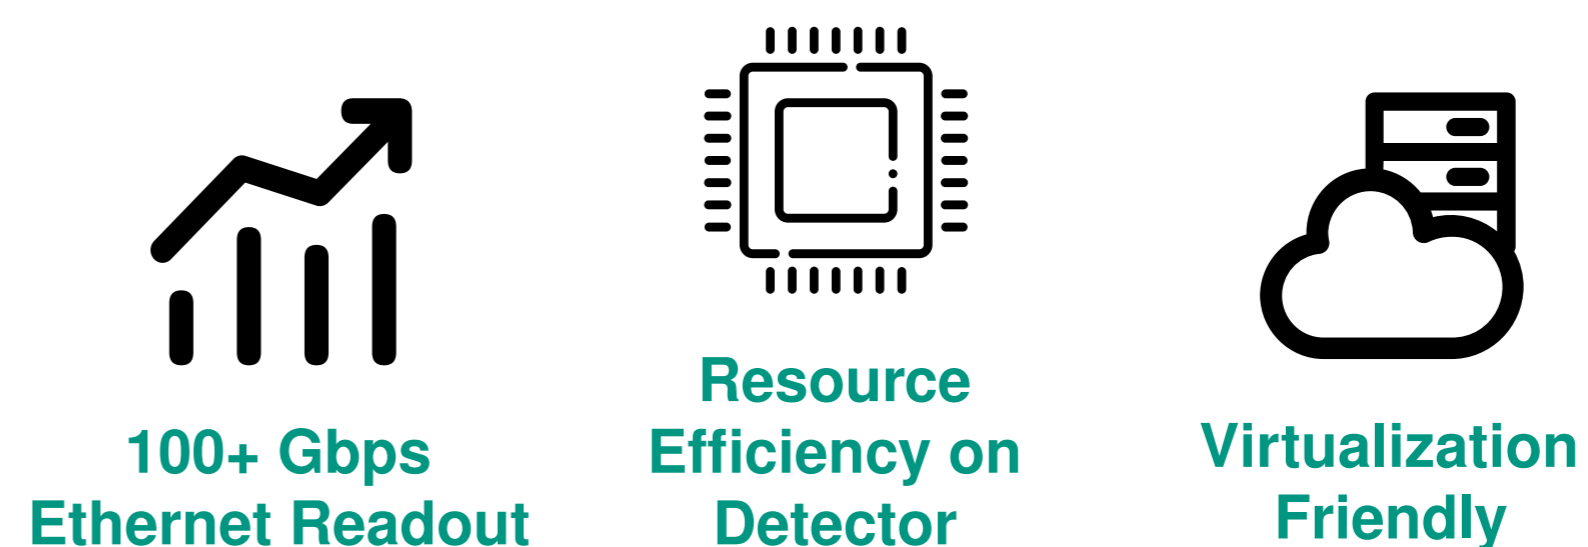 100+ Gbps
Ethernet Readout
Resource
Efficiency on
Detector
Virtualization
Friendly